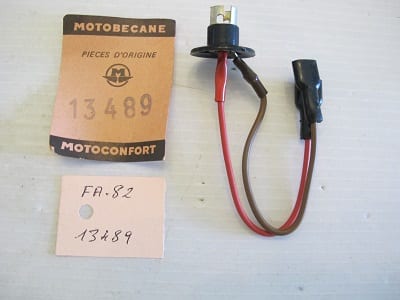 MOTOBECANE
PIECES D'ORIGINE
M
13489
MOTOCONFORT
FA.82
13489